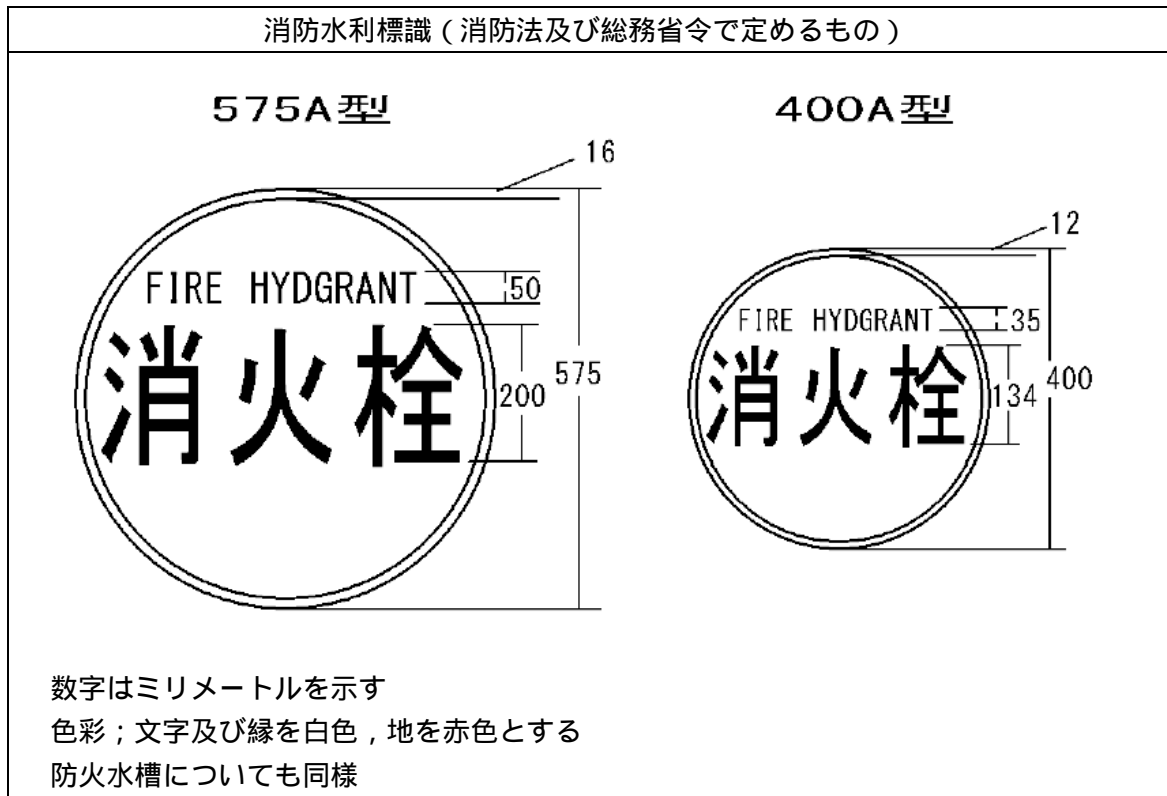 消防水利標識（消防法及び総務省令で定めるもの）
575A型
400A型
16
FIRE HYDGRANT
50
消火栓
200
575
12
FIRE HYDGRANT
35
消火栓
134
400
数字はミリメートルを示す
色彩；文字及び縁を白色，地を赤色とする
防火水槽についても同様